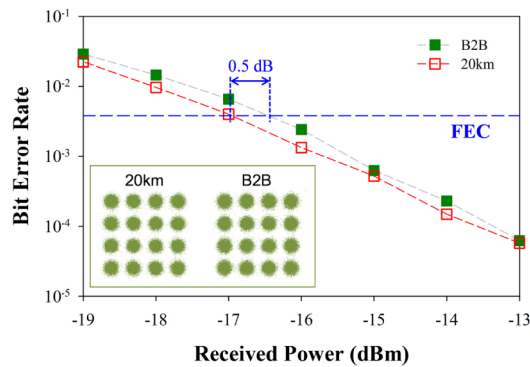 10-1
10-2
10-3
10-4
10-5
Bit Error Rate
0.5 dB
B2B
20km
FEC
20km B2B
-19 -18 -17 -16 -15 -14 -13
Received Power (dBm)